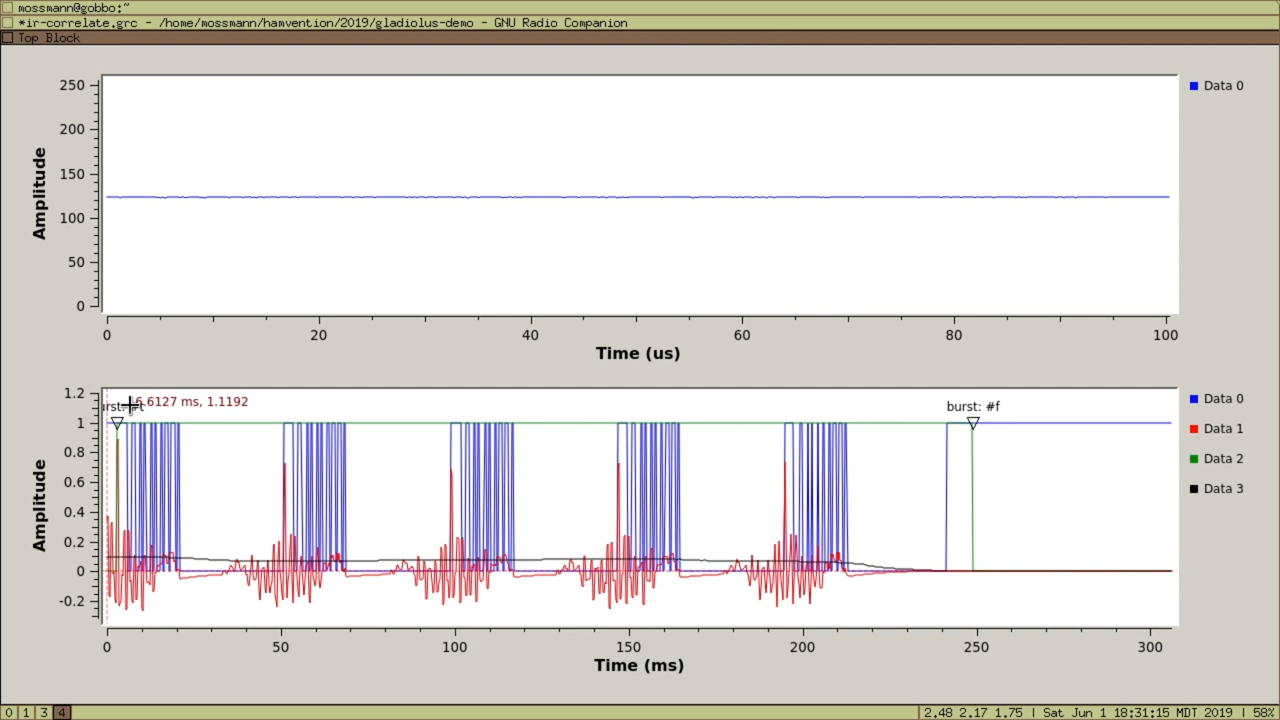 mossmann@gobbo:~
*ir-correlate.grc - /home/mossmann/hamvention/2019/gladiolus-demo - GNU Radio Companion
Top Block
250
200
150
100
50
0
Amplitude
0 20 40 60 80 100
Time (us)
Data 0
1.2
1
0.8
0.6
0.4
0.2
0
-0.2
Amplitude
6.6127 ms, 1.1192
burst: #f
0 50 100 150 200 250 300
Time (ms)
Data 0
Data 1
Data 2
Data 3
0 1 3 4
2.48 2.17 1.75 | Sat Jun 1 18:31:15 MDT 2019 | 58%